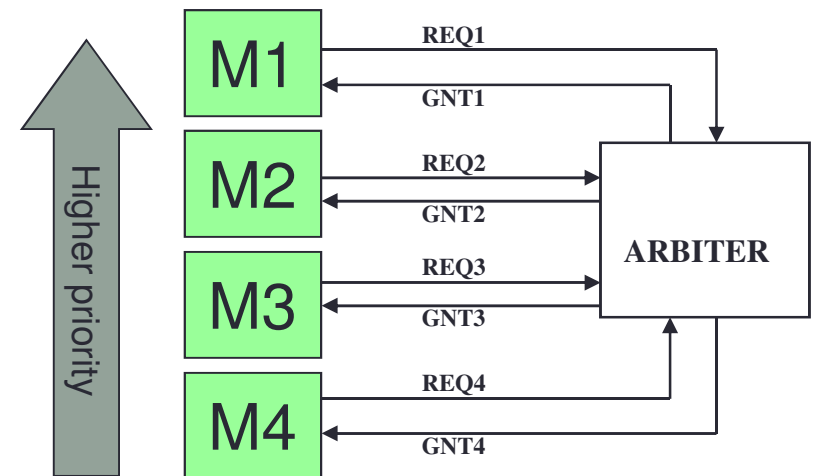 M1
REQ1
GNT1
M2
REQ2
GNT2
M3
REQ3
GNT3
M4
REQ4
GNT4
ARBITER
Higher priority